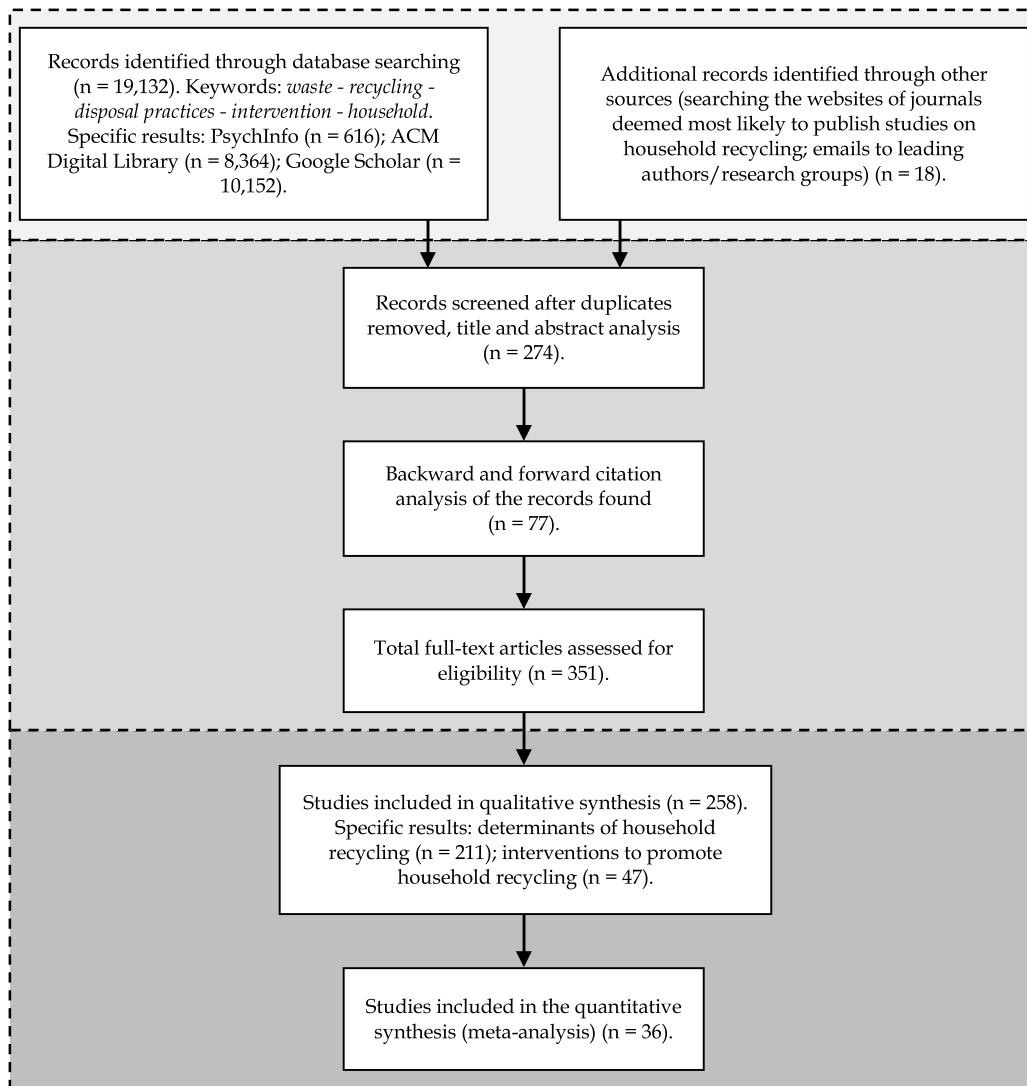 Records identified through database searching
(n = 19,132). Keywords: waste - recycling -
disposal practices - intervention - household.
Specific results: PsychInfo (n = 616); ACM
Digital Library (n = 8,364); Google Scholar (n =
10,152).
Additional records identified through other
sources (searching the websites of journals
deemed most likely to publish studies on
household recycling; emails to leading
authors/research groups) (n = 18).
Records screened after duplicates
removed, title and abstract analysis
(n = 274).
Backward and forward citation
analysis of the records found
(n = 77).
Total full-text articles assessed for
eligibility (n = 351).
Studies included in qualitative synthesis (n = 258).
Specific results: determinants of household
recycling (n = 211); interventions to promote
household recycling (n = 47).
Studies included in the quantitative
synthesis (meta-analysis) (n = 36).